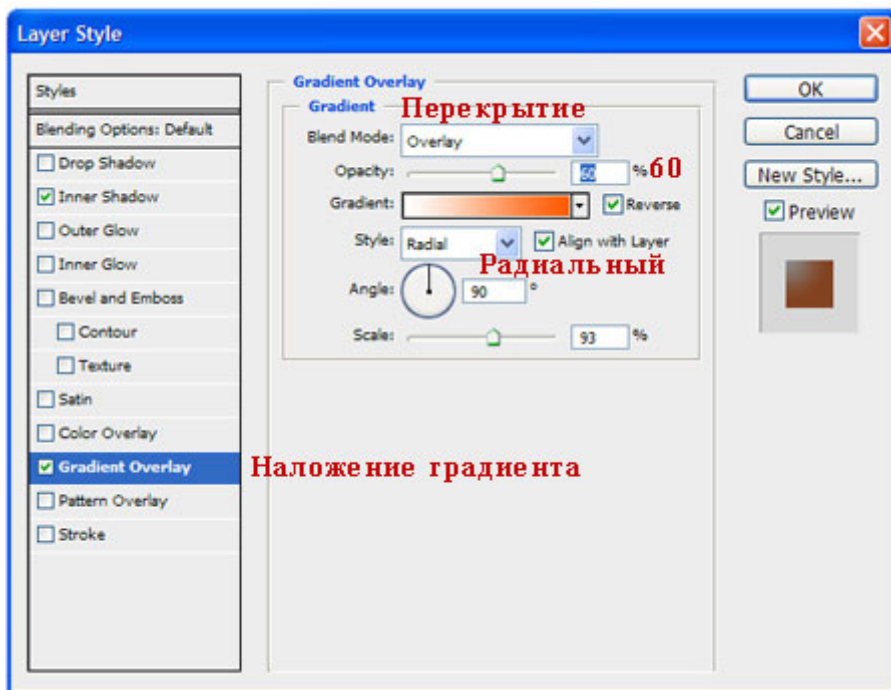 Layer Style
Styles
Blending Options: Default
Drop Shadow
Inner Shadow
Outer Glow
Inner Glow
Bevel and Emboss
Contour
Texture
Satin
Color Overlay
Gradient Overlay
Pattern Overlay
Stroke
Наложение градиента
Gradient Overlay
Gradient
Перекрытие
Blend Mode: Overlay
Opacity: 60 % 60
Gradient: Reverse
Style: Radial Align with Layer
Радиальный
Angle: 90 °
Scale: 93 %
OK
Cancel
New Style...
Preview